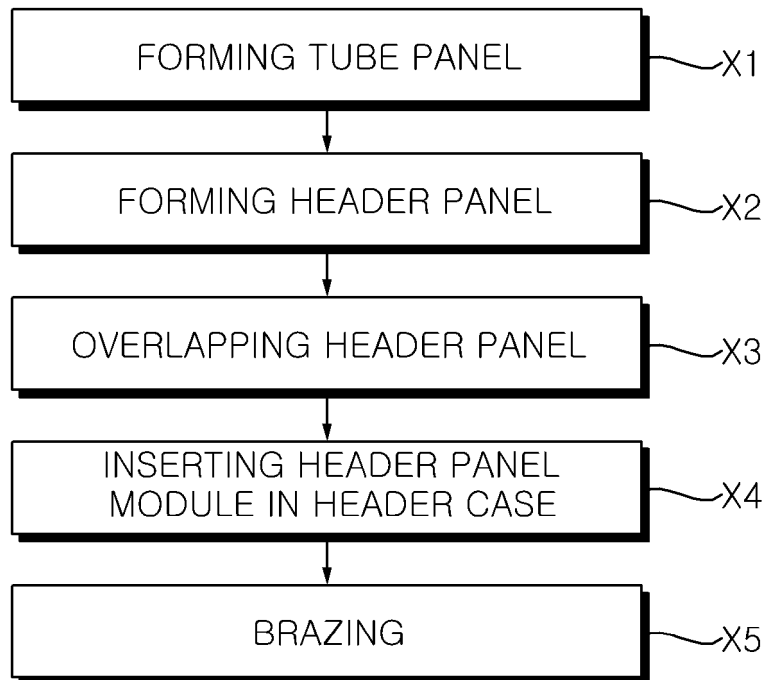 FORMING TUBE PANEL
X1
FORMING HEADER PANEL
X2
OVERLAPPING HEADER PANEL
X3
INSERTING HEADER PANEL
MODULE IN HEADER CASE
X4
BRAZING
X5